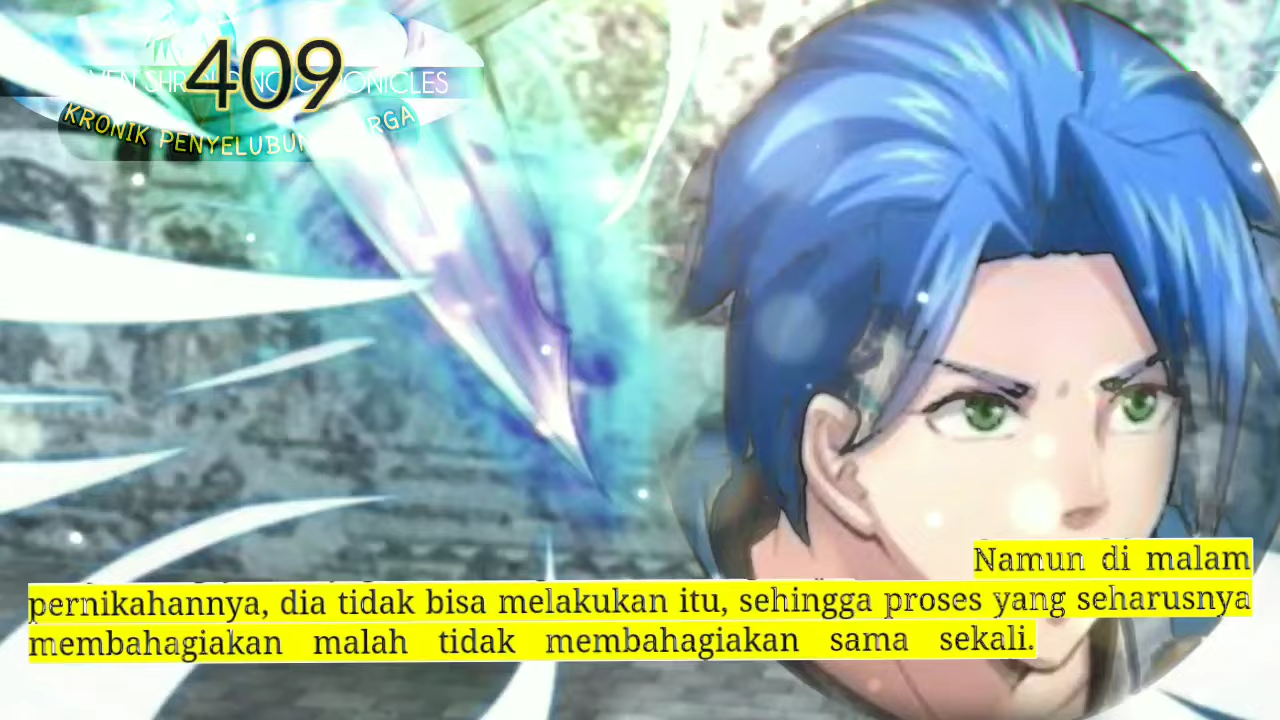 409
KRONIK
Namun di malam
pernikahannya, dia tidak bisa melakukan itu, sehingga proses yang seharusnya
membahagiakan malah tidak membahagiakan sama sekali.